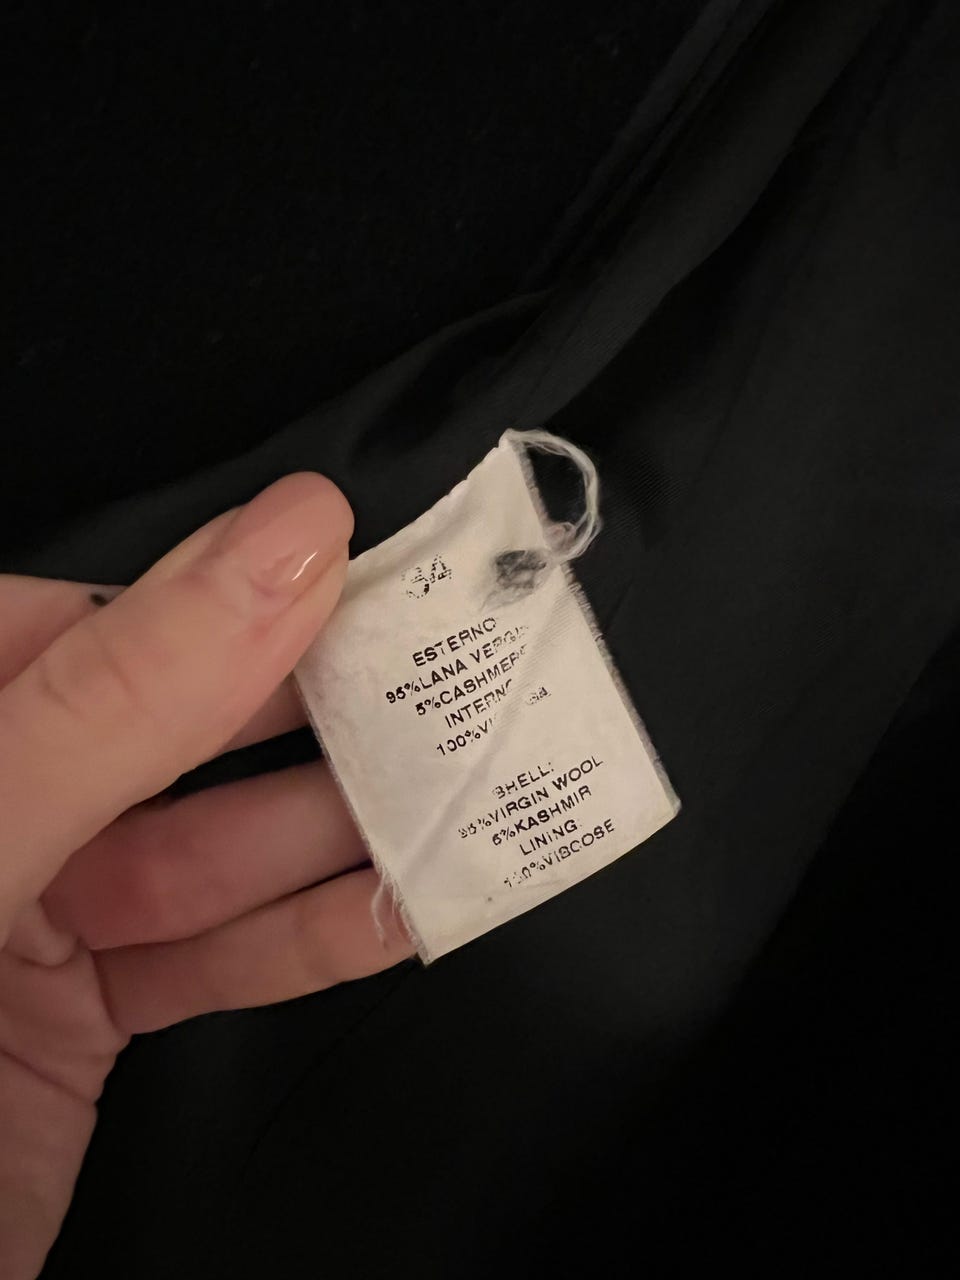 34
ESTERNO
95%LANA
5%CASHMERE
INTERNO
SHELL:
95%VIRGIN WOOL
5%KASHMIR
LINING:
100%VISCOSE